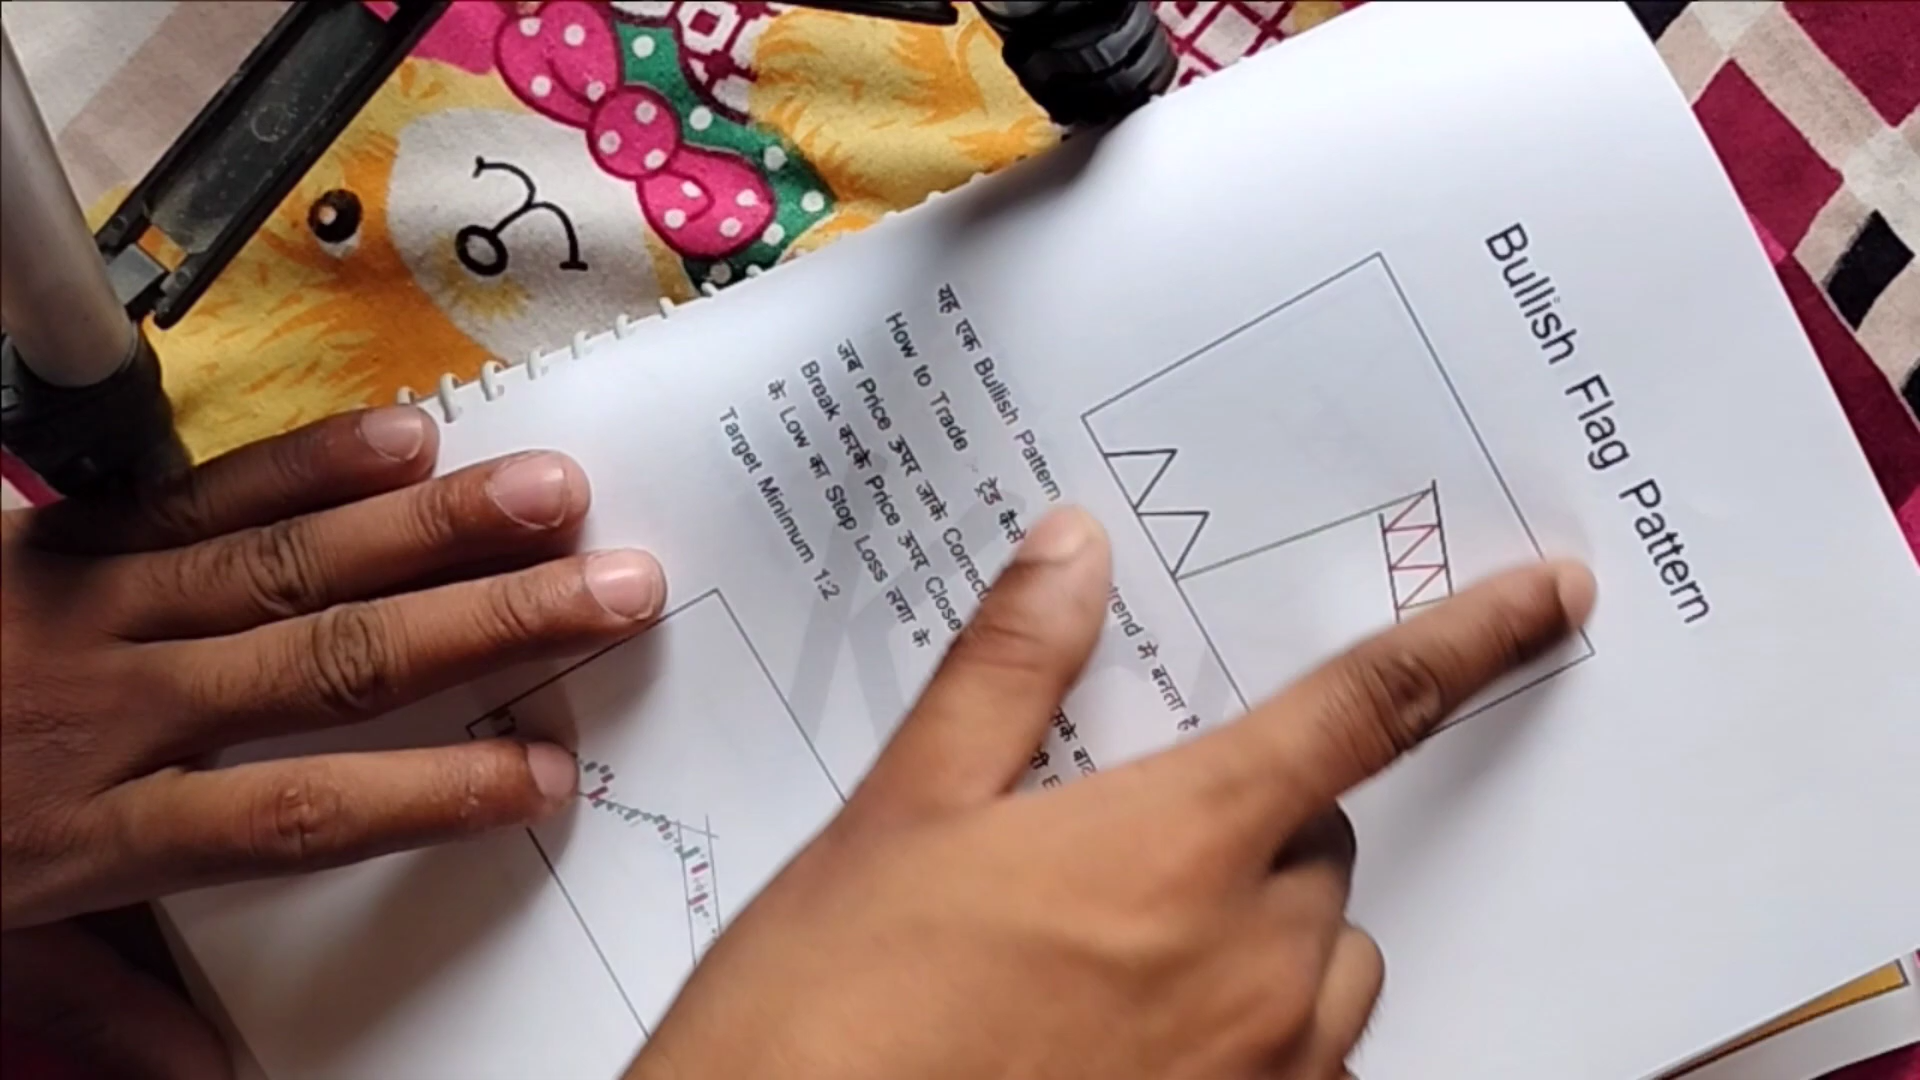 Bullish Flag Pattern
यह एक Bullish Pattern trend मे बनता है
How to Trade ट्रेड कैसे
जब Price ऊपर जाके के बाद
Break करके Price ऊपर Close
के Low का Stop Loss लगा के
Target Minimum 1:2